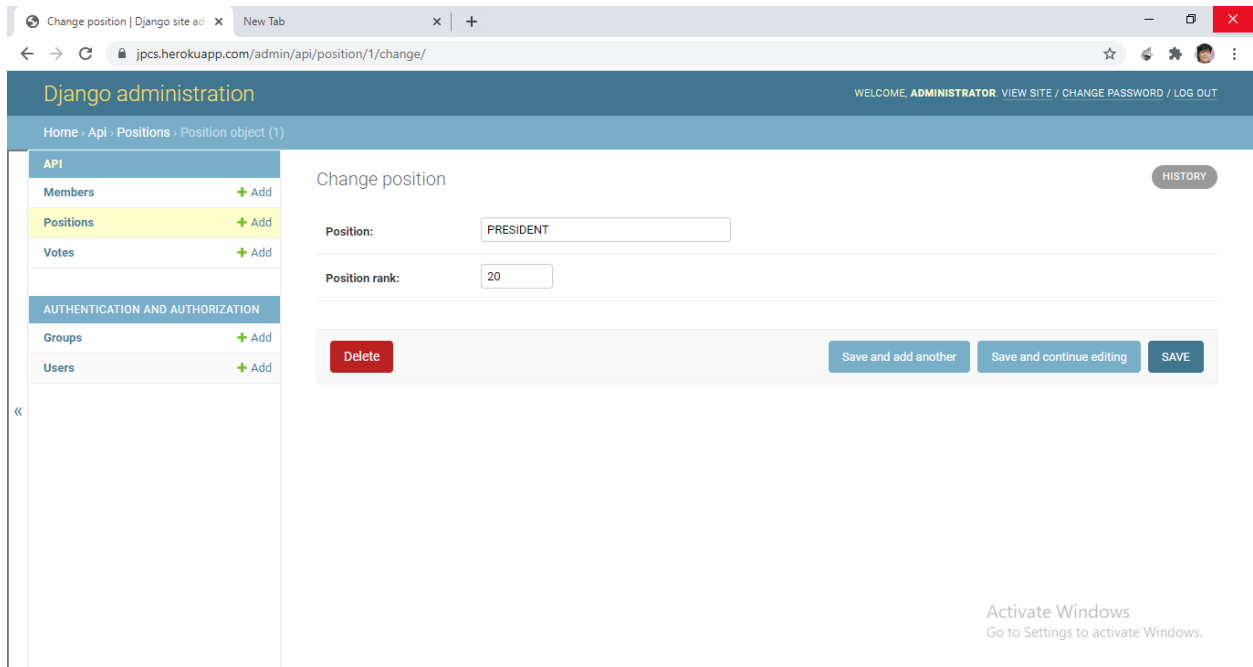 Change position | Django site ad
New Tab
jpcs.herokuapp.com/admin/api/position/1/change/
Django administration
WELCOME, ADMINISTRATOR. VIEW SITE / CHANGE PASSWORD / LOG OUT
Home › Api › Positions › Position object (1)
API
Members + Add
Positions + Add
Votes + Add
AUTHENTICATION AND AUTHORIZATION
Groups + Add
Users + Add
«
Change position
HISTORY
Position: PRESIDENT
Position rank: 20
Delete
Save and add another
Save and continue editing
SAVE
Activate Windows
Go to Settings to activate Windows.